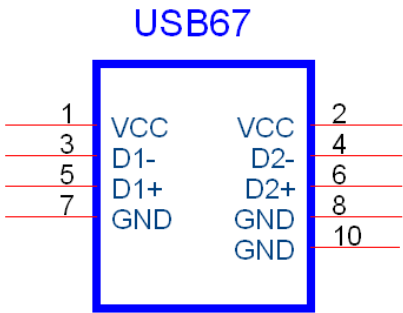 USB67
1 VCC VCC 2
3 D1- D2- 4
5 D1+ D2+ 6
7 GND GND 8
GND 10